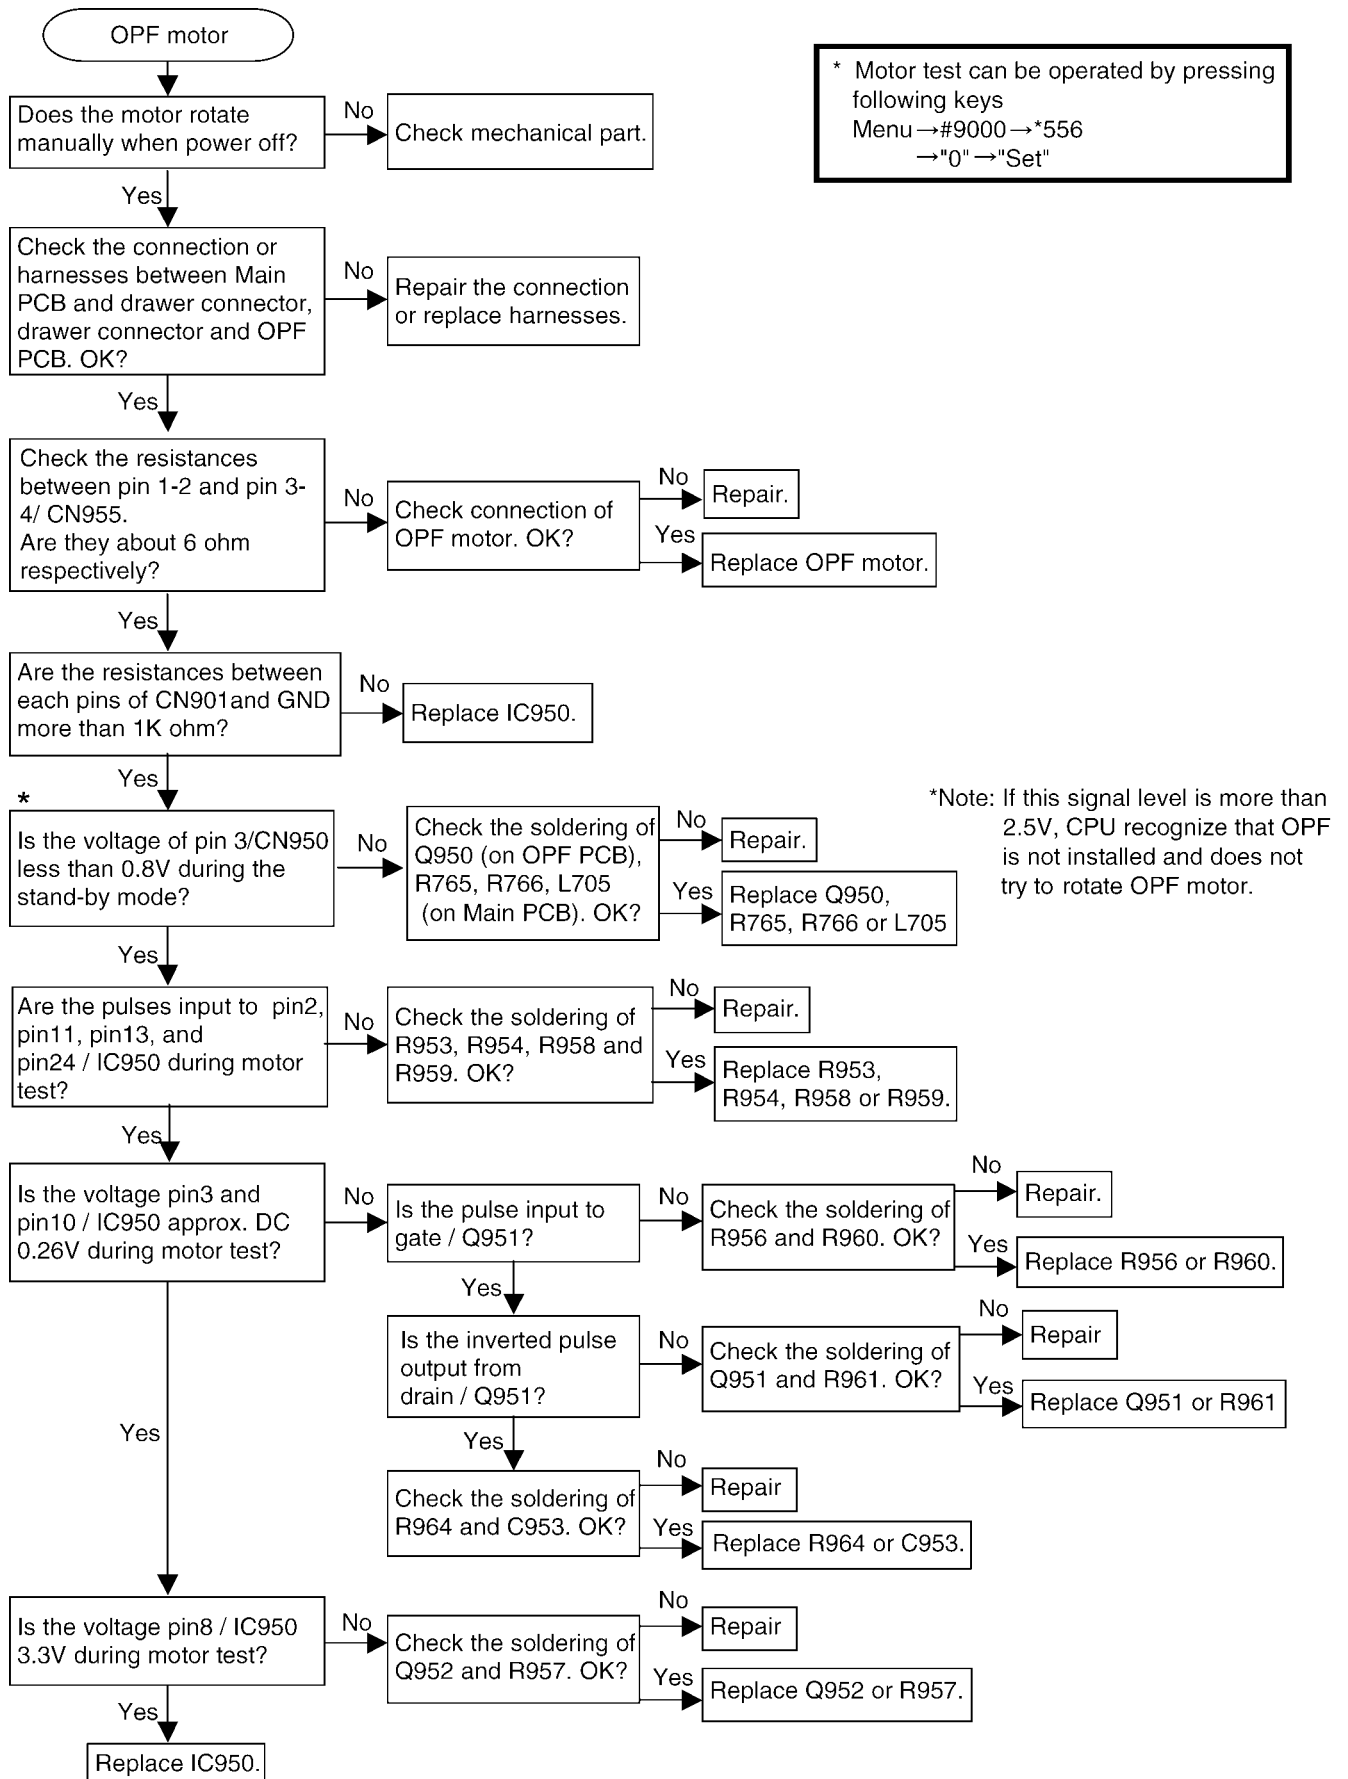 OPF motor
* Motor test can be operated by pressing
following keys
Menu→#9000→*556
→"0"→"Set"
Does the motor rotate
manually when power off?
No
Check mechanical part.
Yes
Check the connection or
harnesses between Main
PCB and drawer connector,
drawer connector and OPF
PCB. OK?
No
Repair the connection
or replace harnesses.
Yes
Check the resistances
between pin 1-2 and pin 3-
4/ CN955.
Are they about 6 ohm
respectively?
No
Check connection of
OPF motor. OK?
No
Repair.
Yes
Replace OPF motor.
Yes
Are the resistances between
each pins of CN901and GND
more than 1K ohm?
No
Replace IC950.
Yes
*
Is the voltage of pin 3/CN950
less than 0.8V during the
stand-by mode?
No
Check the soldering of
Q950 (on OPF PCB),
R765, R766, L705
(on Main PCB). OK?
No
Repair.
Yes
Replace Q950,
R765, R766 or L705
*Note: If this signal level is more than
2.5V, CPU recognize that OPF
is not installed and does not
try to rotate OPF motor.
Yes
Are the pulses input to pin2,
pin11, pin13, and
pin24 / IC950 during motor
test?
No
Check the soldering of
R953, R954, R958 and
R959. OK?
No
Repair.
Yes
Replace R953,
R954, R958 or R959.
Yes
Is the voltage pin3 and
pin10 / IC950 approx. DC
0.26V during motor test?
No
Is the pulse input to
gate / Q951?
No
Check the soldering of
R956 and R960. OK?
No
Repair.
Yes
Replace R956 or R960.
Yes
Is the inverted pulse
output from
drain / Q951?
No
Check the soldering of
Q951 and R961. OK?
No
Repair
Yes
Replace Q951 or R961
Yes
Check the soldering of
R964 and C953. OK?
No
Repair
Yes
Replace R964 or C953.
Yes
Is the voltage pin8 / IC950
3.3V during motor test?
No
Check the soldering of
Q952 and R957. OK?
No
Repair
Yes
Replace Q952 or R957.
Yes
Replace IC950.